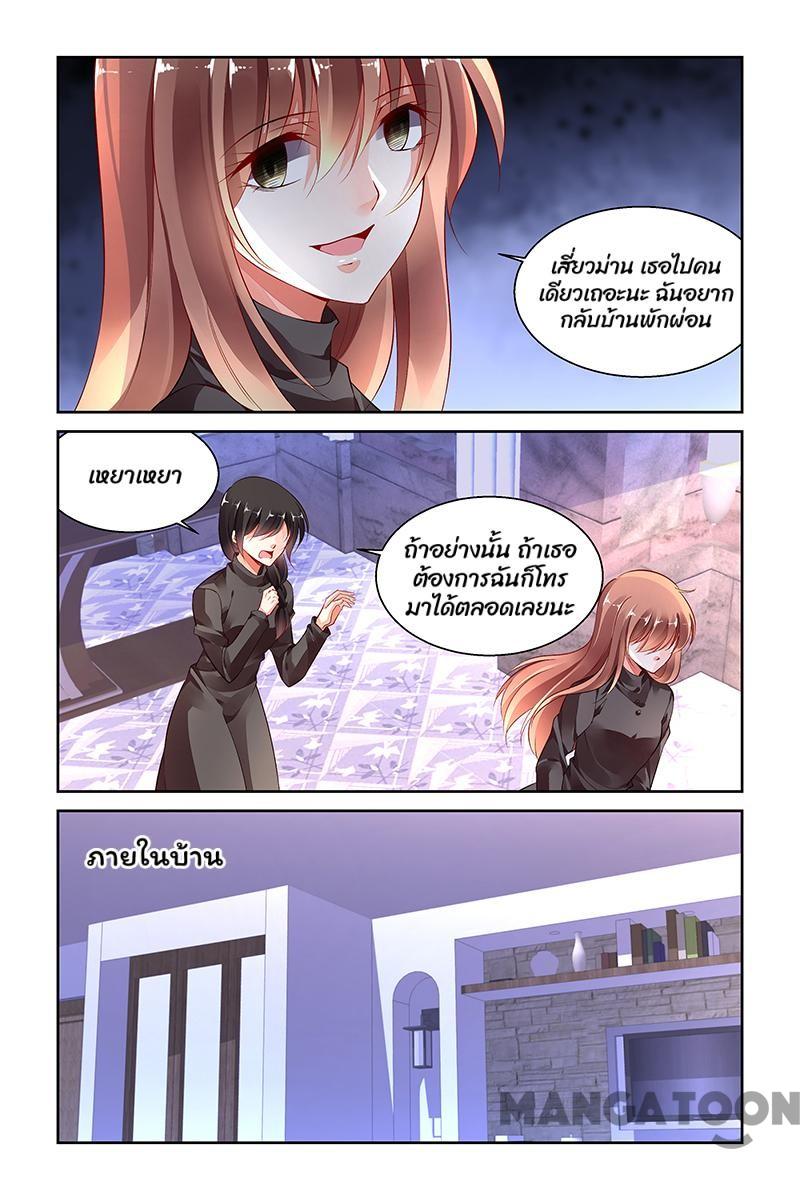 เสี่ยวม่าน เธอไปคน
เดียวเถอะนะ ฉันอยาก
กลับบ้านพักผ่อน
เหยาเหยา
ถ้าอย่างนั้น ถ้าเธอ
ต้องการฉันก็โทร
มาได้ตลอดเลยนะ
ภายในบ้าน
MANGATOON